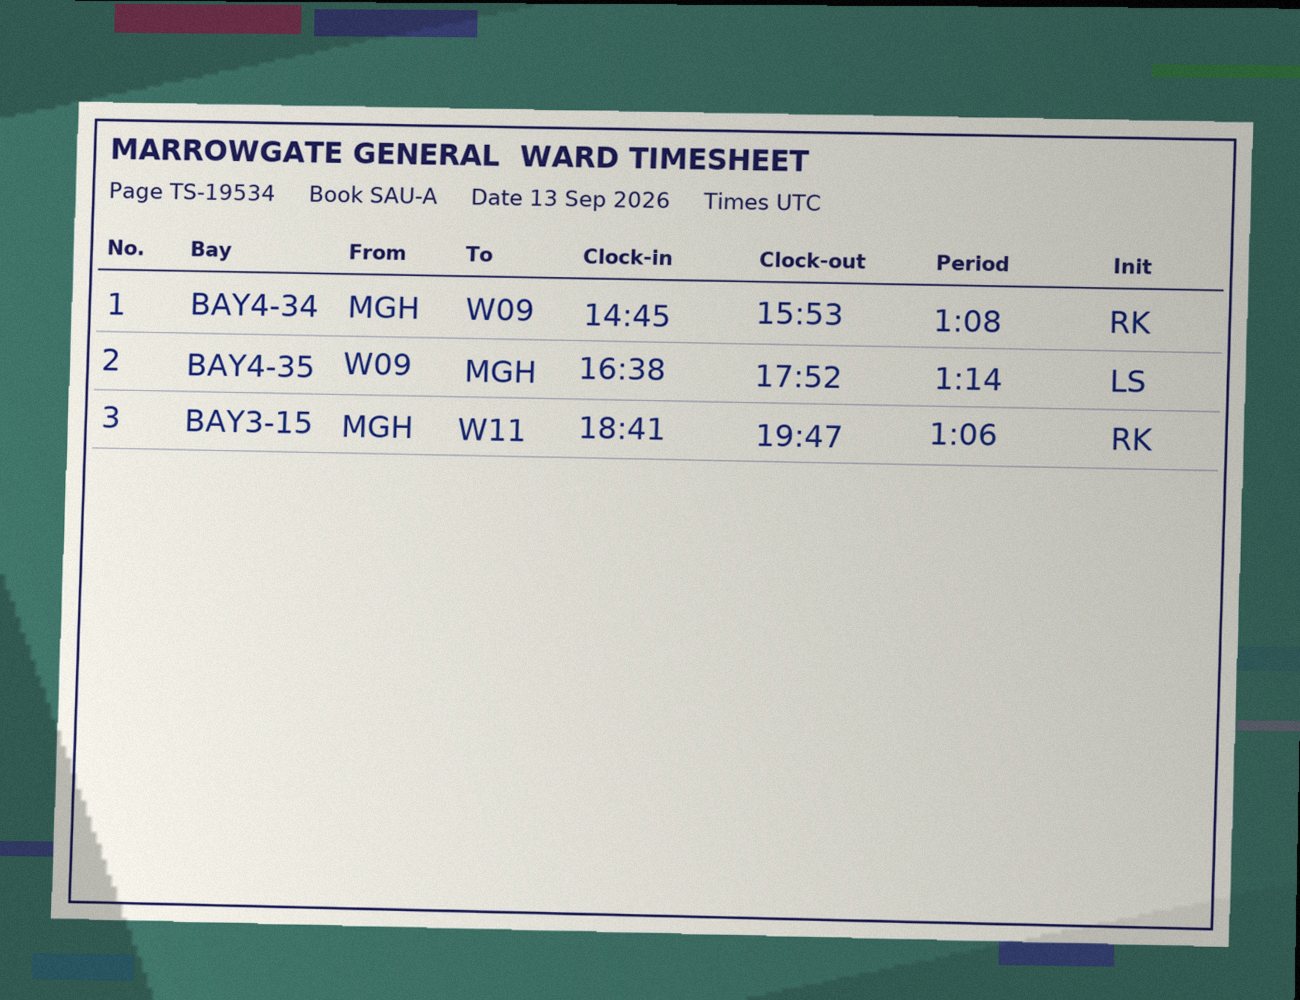 MARROWGATE GENERAL WARD TIMESHEET
Page TS-19534 Book SAU-A Date 13 Sep 2026 Times UTC
No. Bay From To Clock-in Clock-out Period Init
1 BAY4-34 MGH W09 14:45 15:53 1:08 RK
2 BAY4-35 W09 MGH 16:38 17:52 1:14 LS
3 BAY3-15 MGH W11 18:41 19:47 1:06 RK